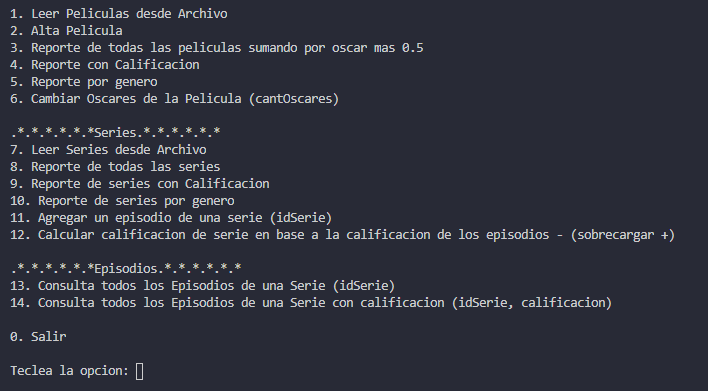 1. Leer Peliculas desde Archivo
2. Alta Pelicula
3. Reporte de todas las peliculas sumando por oscar mas 0.5
4. Reporte con Calificacion
5. Reporte por genero
6. Cambiar Oscares de la Pelicula (cantOscares)
.*.*.*.*.*.*Series.*.*.*.*.*.*
7. Leer Series desde Archivo
8. Reporte de todas las series
9. Reporte de series con Calificacion
10. Reporte de series por genero
11. Agregar un episodio de una serie (idSerie)
12. Calcular calificacion de serie en base a la calificacion de los episodios - (sobrecargar +)
.*.*.*.*.*.*Episodios.*.*.*.*.*.*
13. Consulta todos los Episodios de una Serie (idSerie)
14. Consulta todos los Episodios de una Serie con calificacion (idSerie, calificacion)
0. Salir
Teclea la opcion: